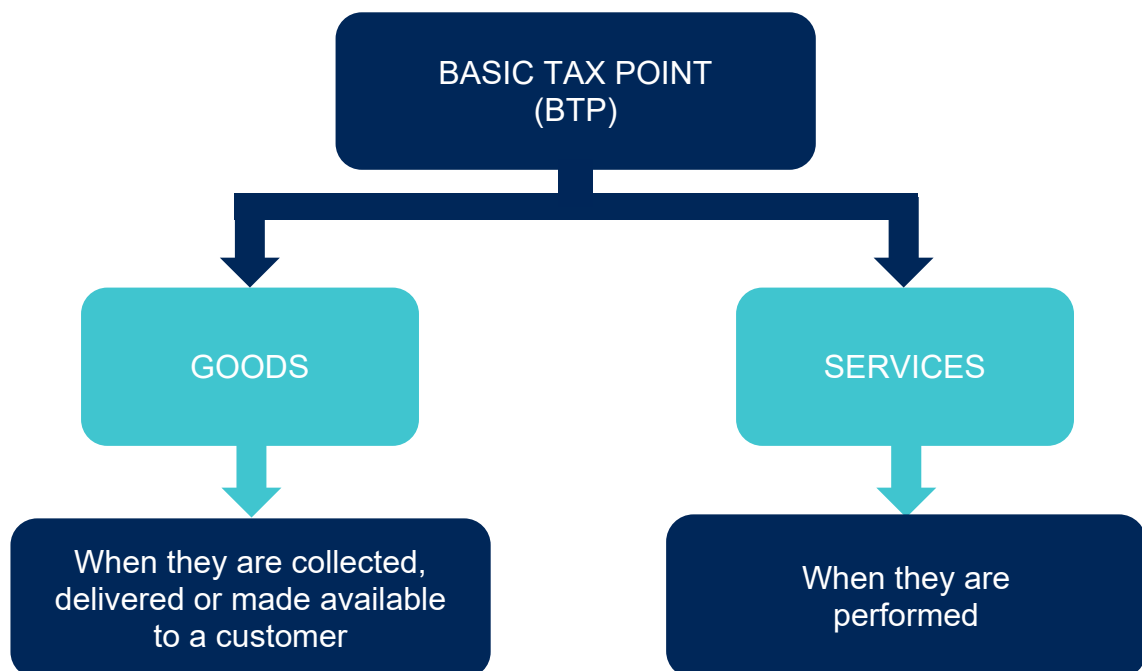 BASIC TAX POINT
(BTP)
GOODS
SERVICES
When they are collected,
delivered or made available
to a customer
When they are
performed